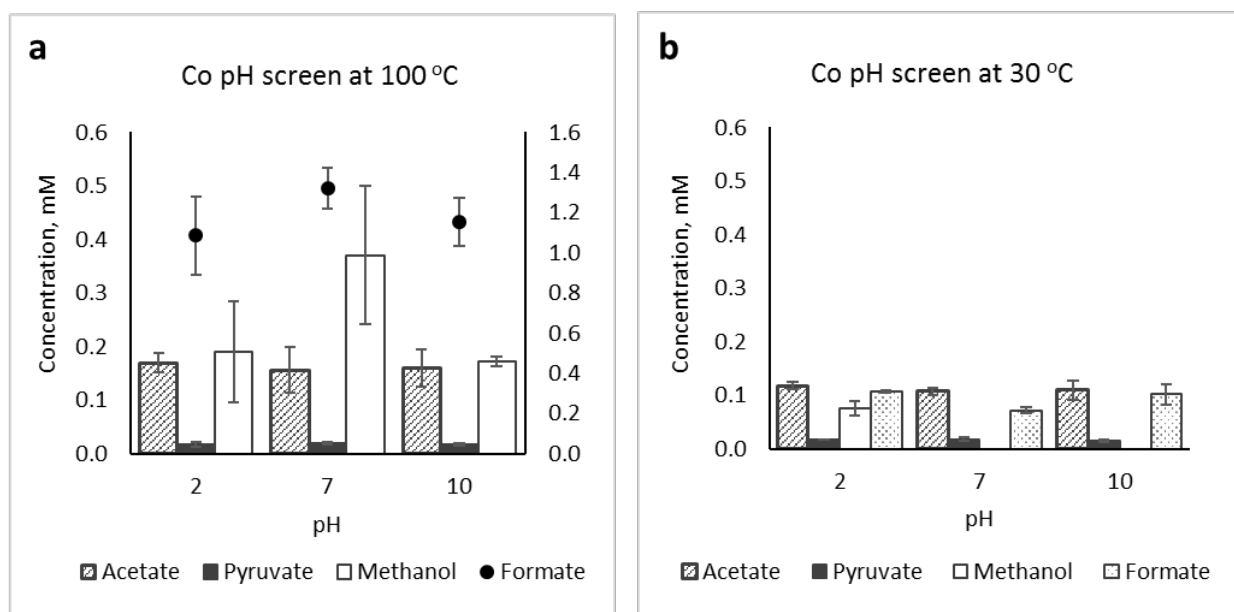 a
Co pH screen at 100 °C
Concentration, mM
0.6
0.5
0.4
0.3
0.2
0.1
0.0
1.6
1.4
1.2
1.0
0.8
0.6
0.4
0.2
0.0
2 7 10
pH
Acetate Pyruvate Methanol Formate
b
Co pH screen at 30 °C
Concentration, mM
0.6
0.5
0.4
0.3
0.2
0.1
0.0
2 7 10
pH
Acetate Pyruvate Methanol Formate